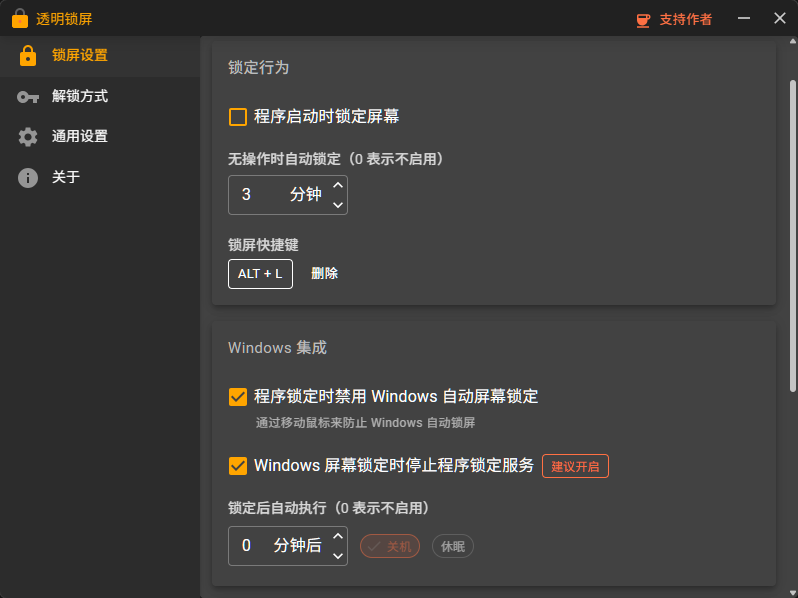 透明锁屏
支持作者
锁屏设置
解锁方式
通用设置
关于
锁定行为
程序启动时锁定屏幕
无操作时自动锁定（0 表示不启用）
3 分钟
锁屏快捷键
ALT + L 删除
Windows 集成
程序锁定时禁用 Windows 自动屏幕锁定
通过移动鼠标来防止 Windows 自动锁屏
Windows 屏幕锁定时停止程序锁定服务 建议开启
锁定后自动执行（0 表示不启用）
0 分钟后 关机 休眠